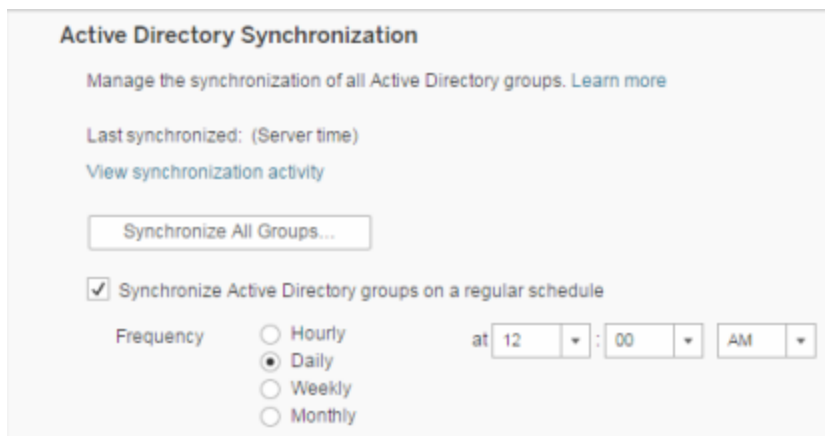 Active Directory Synchronization
Manage the synchronization of all Active Directory groups. Learn more
Last synchronized: (Server time)
View synchronization activity
Synchronize All Groups...
Synchronize Active Directory groups on a regular schedule
Frequency Hourly at 12 : 00 AM
Daily
Weekly
Monthly